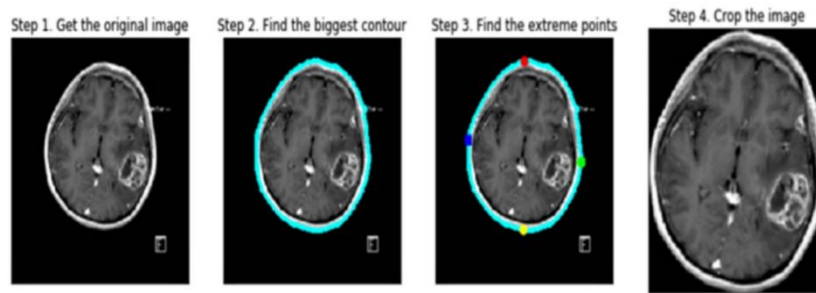 Step 1. Get the original image
Step 2. Find the biggest contour
Step 3. Find the extreme points
Step 4. Crop the image